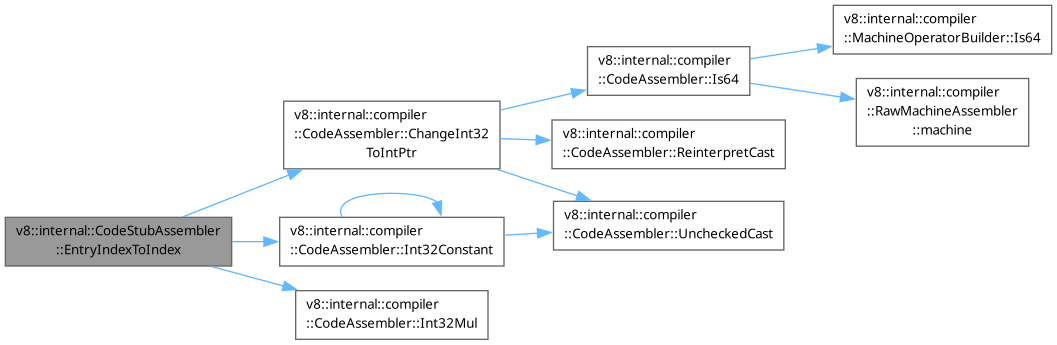 v8::internal::CodeStubAssembler
::EntryIndexToIndex
v8::internal::compiler
::CodeAssembler::ChangeInt32
ToIntPtr
v8::internal::compiler
::CodeAssembler::Is64
v8::internal::compiler
::MachineOperatorBuilder::Is64
v8::internal::compiler
::RawMachineAssembler
::machine
v8::internal::compiler
::CodeAssembler::ReinterpretCast
v8::internal::compiler
::CodeAssembler::UncheckedCast
v8::internal::compiler
::CodeAssembler::Int32Constant
v8::internal::compiler
::CodeAssembler::Int32Mul